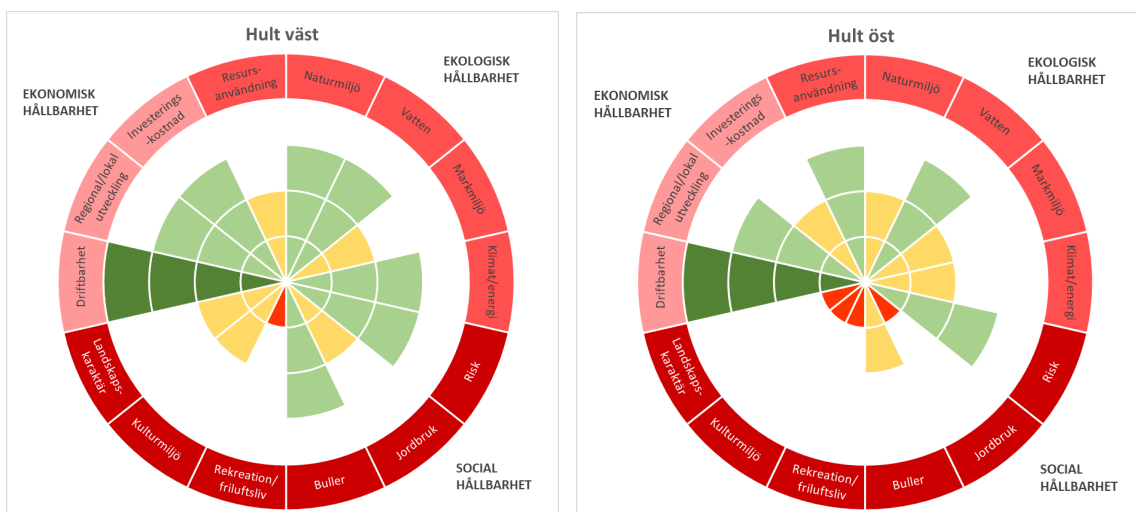 Hult väst
EKOLOGISK
HÅLLBARHET
EKONOMISK
HÅLLBARHET
Resurs-
användning
Naturmiljö
Vatten
Markmiljö
Klimat/energi
Risk
Jordbruk
Buller
Rekreation/
friluftsliv
Kulturmiljö
Landskaps-
karaktär
Driftbarhet
Regional/lokal
utveckling
Investerings
-kostnad
SOCIAL
HÅLLBARHET
Hult öst
EKOLOGISK
HÅLLBARHET
EKONOMISK
HÅLLBARHET
Resurs-
användning
Naturmiljö
Vatten
Markmiljö
Klimat/energi
Risk
Jordbruk
Buller
Rekreation/
friluftsliv
Kulturmiljö
Landskaps-
karaktär
Driftbarhet
Regional/lokal
utveckling
Investerings
-kostnad
SOCIAL
HÅLLBARHET